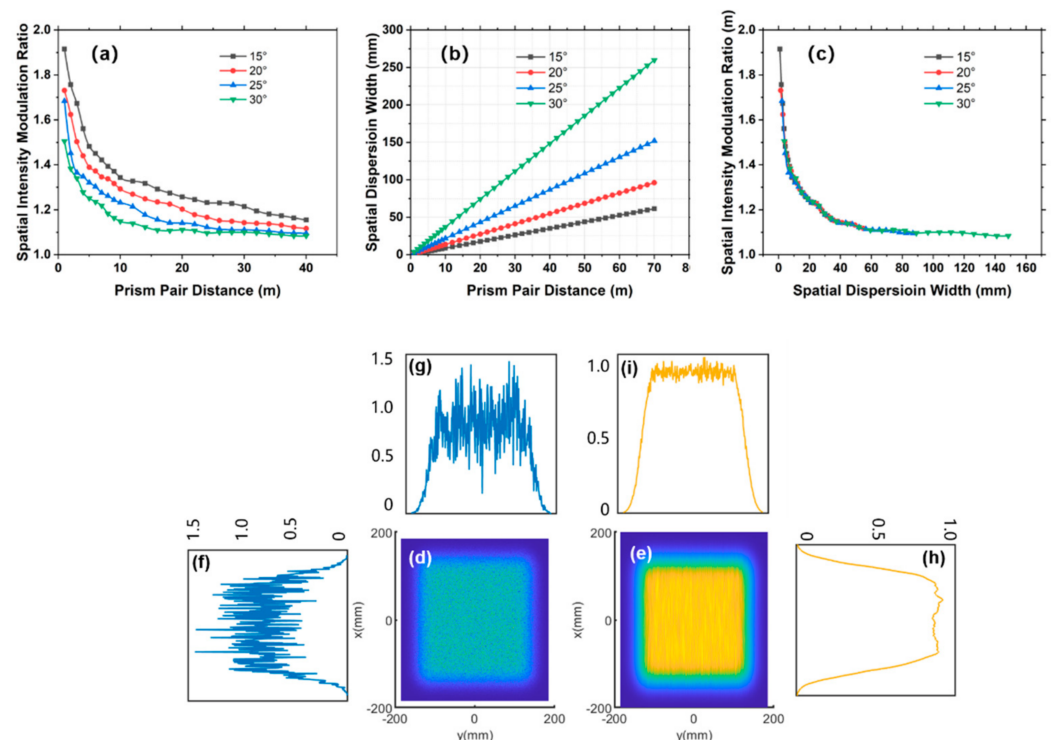 (a)
15°
20°
25°
30°
Spatial Intensity Modulation Ratio
2.0
1.8
1.6
1.4
1.2
1.0
0 10 20 30 40
Prism Pair Distance (m)
(b)
15°
20°
25°
30°
Spatial Dispersioin Width (mm)
300
250
200
150
100
50
0
0 10 20 30 40 50 60 70 8
Prism Pair Distance (m)
(c)
15°
20°
25°
30°
Spatial Intensity Modulation Ratio (m)
2.0
1.8
1.6
1.4
1.2
1.0
0 20 40 60 80 100 120 140 160
Spatial Dispersioin Width (mm)
(g)
1.5
1.0
0.5
0
(i)
1.0
0.5
0
(f)
1.5 1.0 0.5 0
(d)
200
0
-200
x(mm)
-200 0 200
y(mm)
(e)
200
0
-200
x(mm)
-200 0 200
y(mm)
(h)
0 0.5 1.0